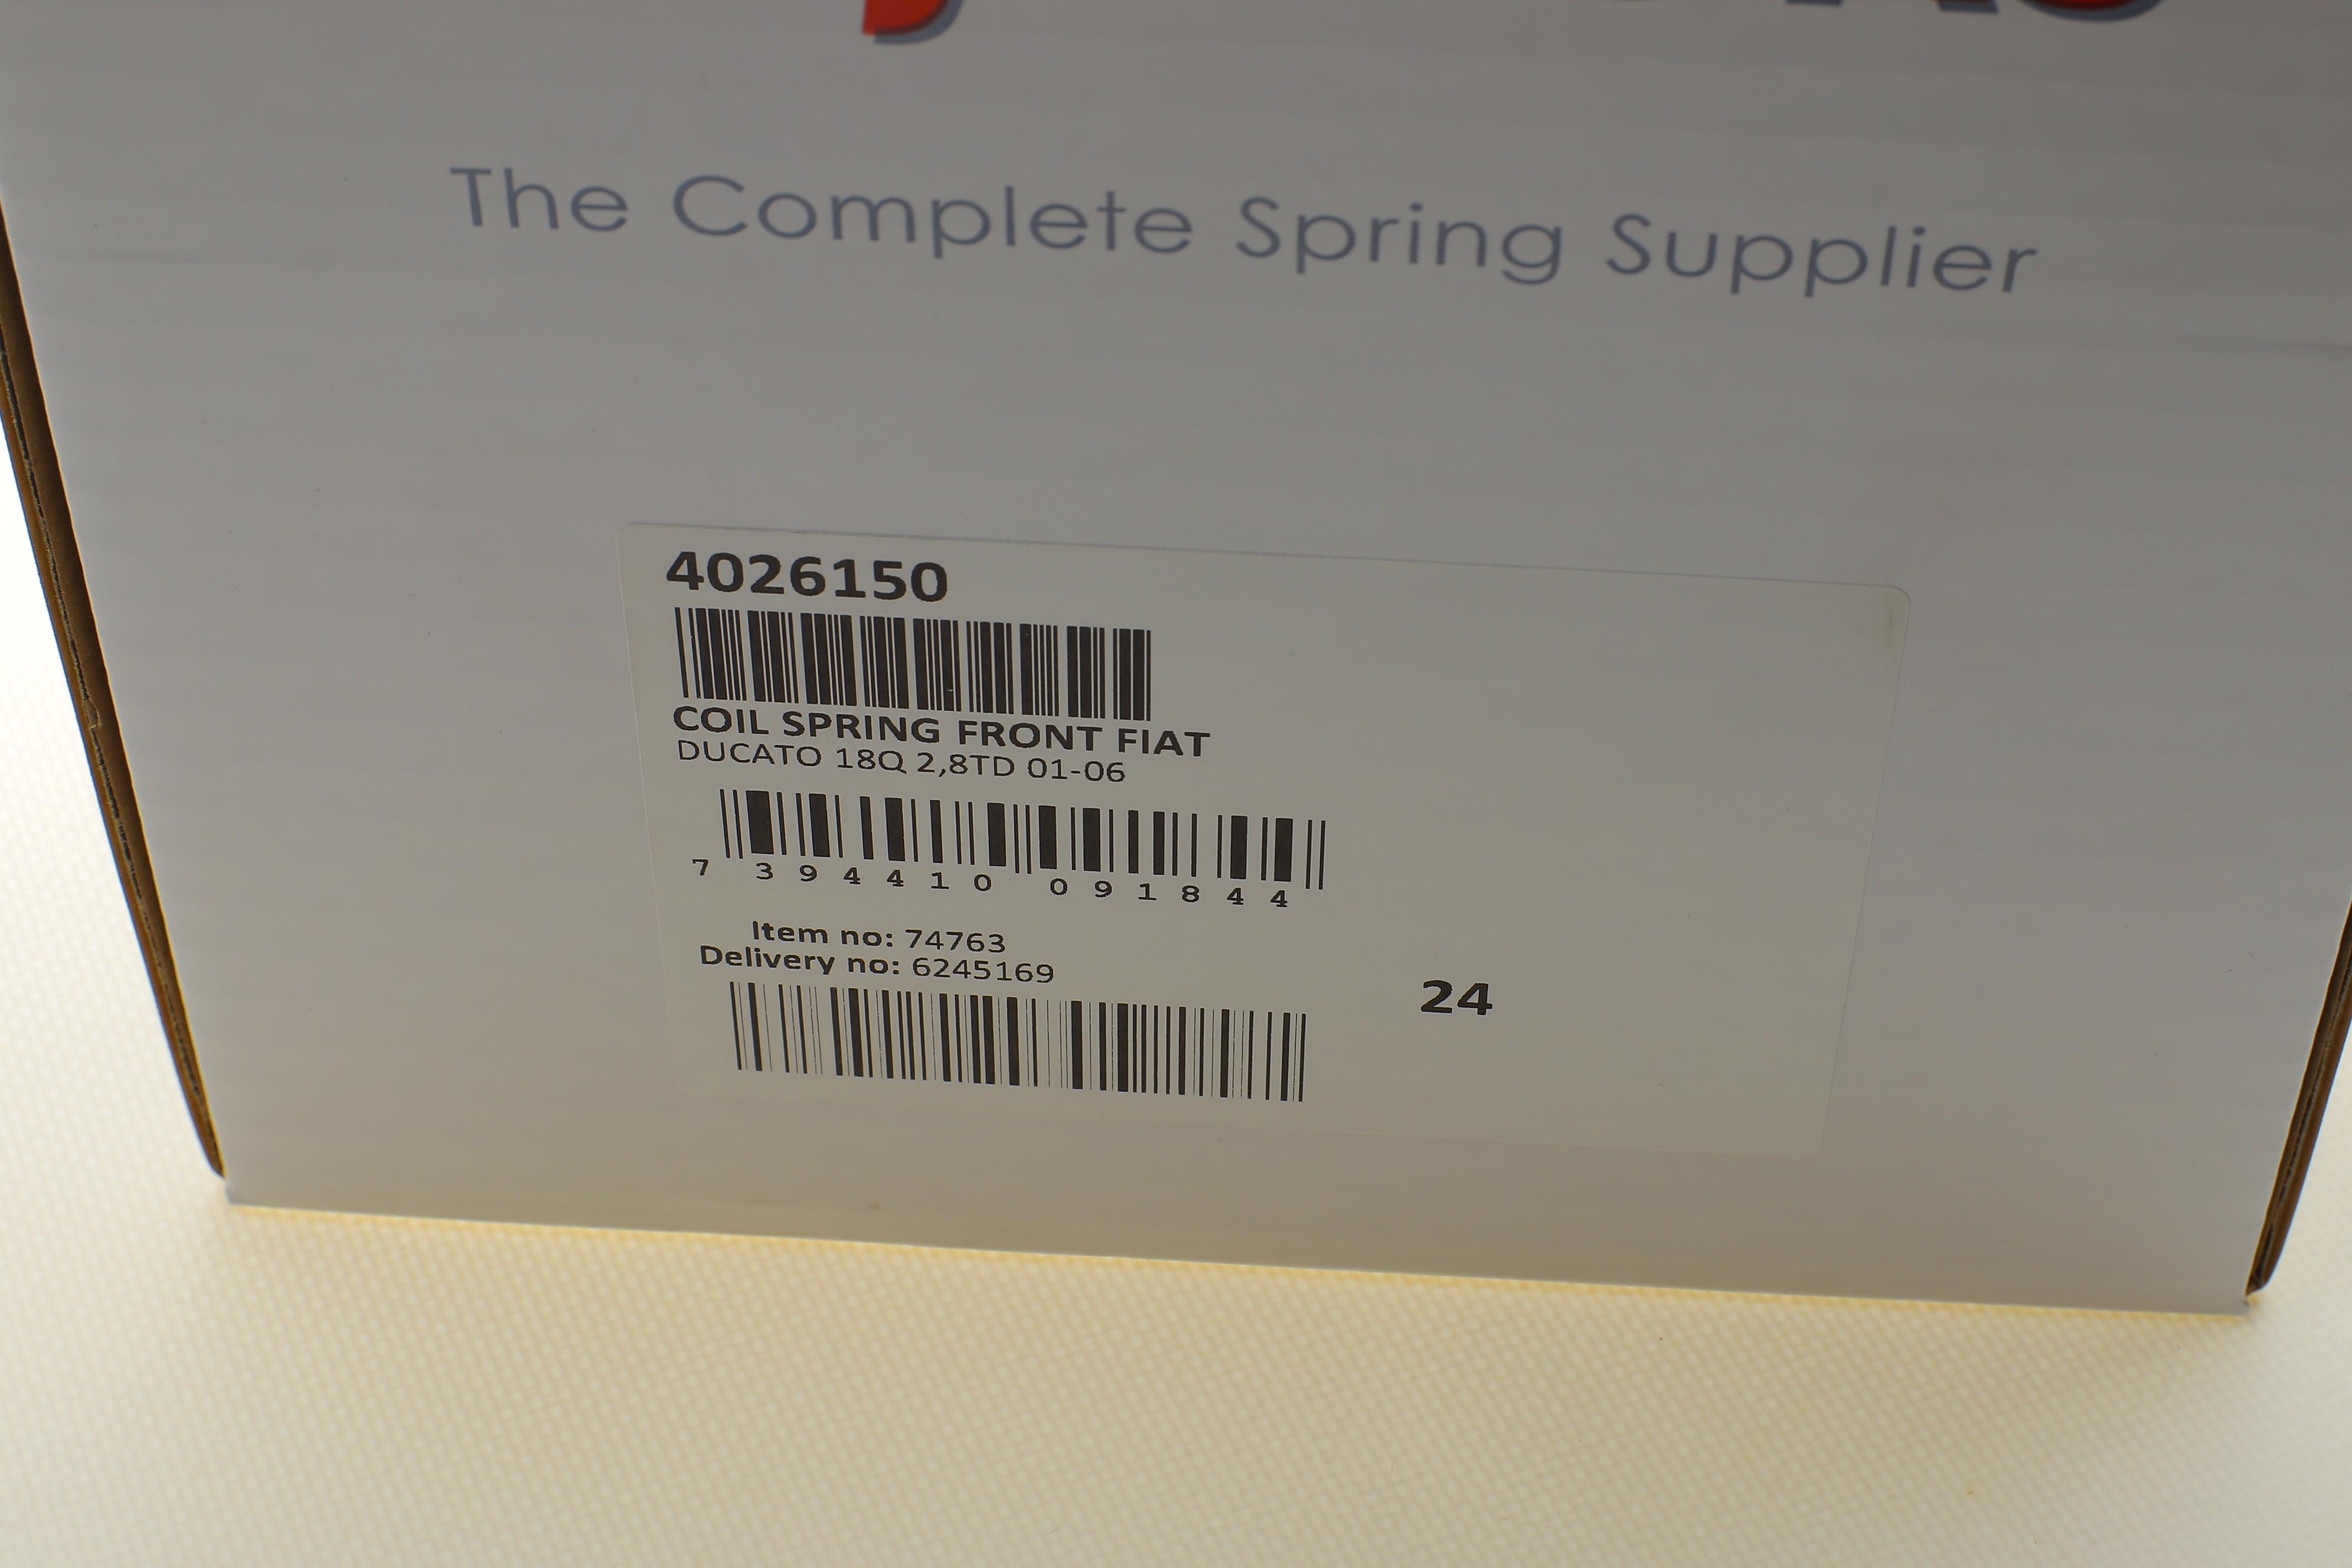 The Complete Spring Supplier
4026150
COIL SPRING FRONT FIAT
DUCATO 18Q 2,8TD 01-06
7 394410 091844
Item no: 74763
Delivery no: 6245169
24